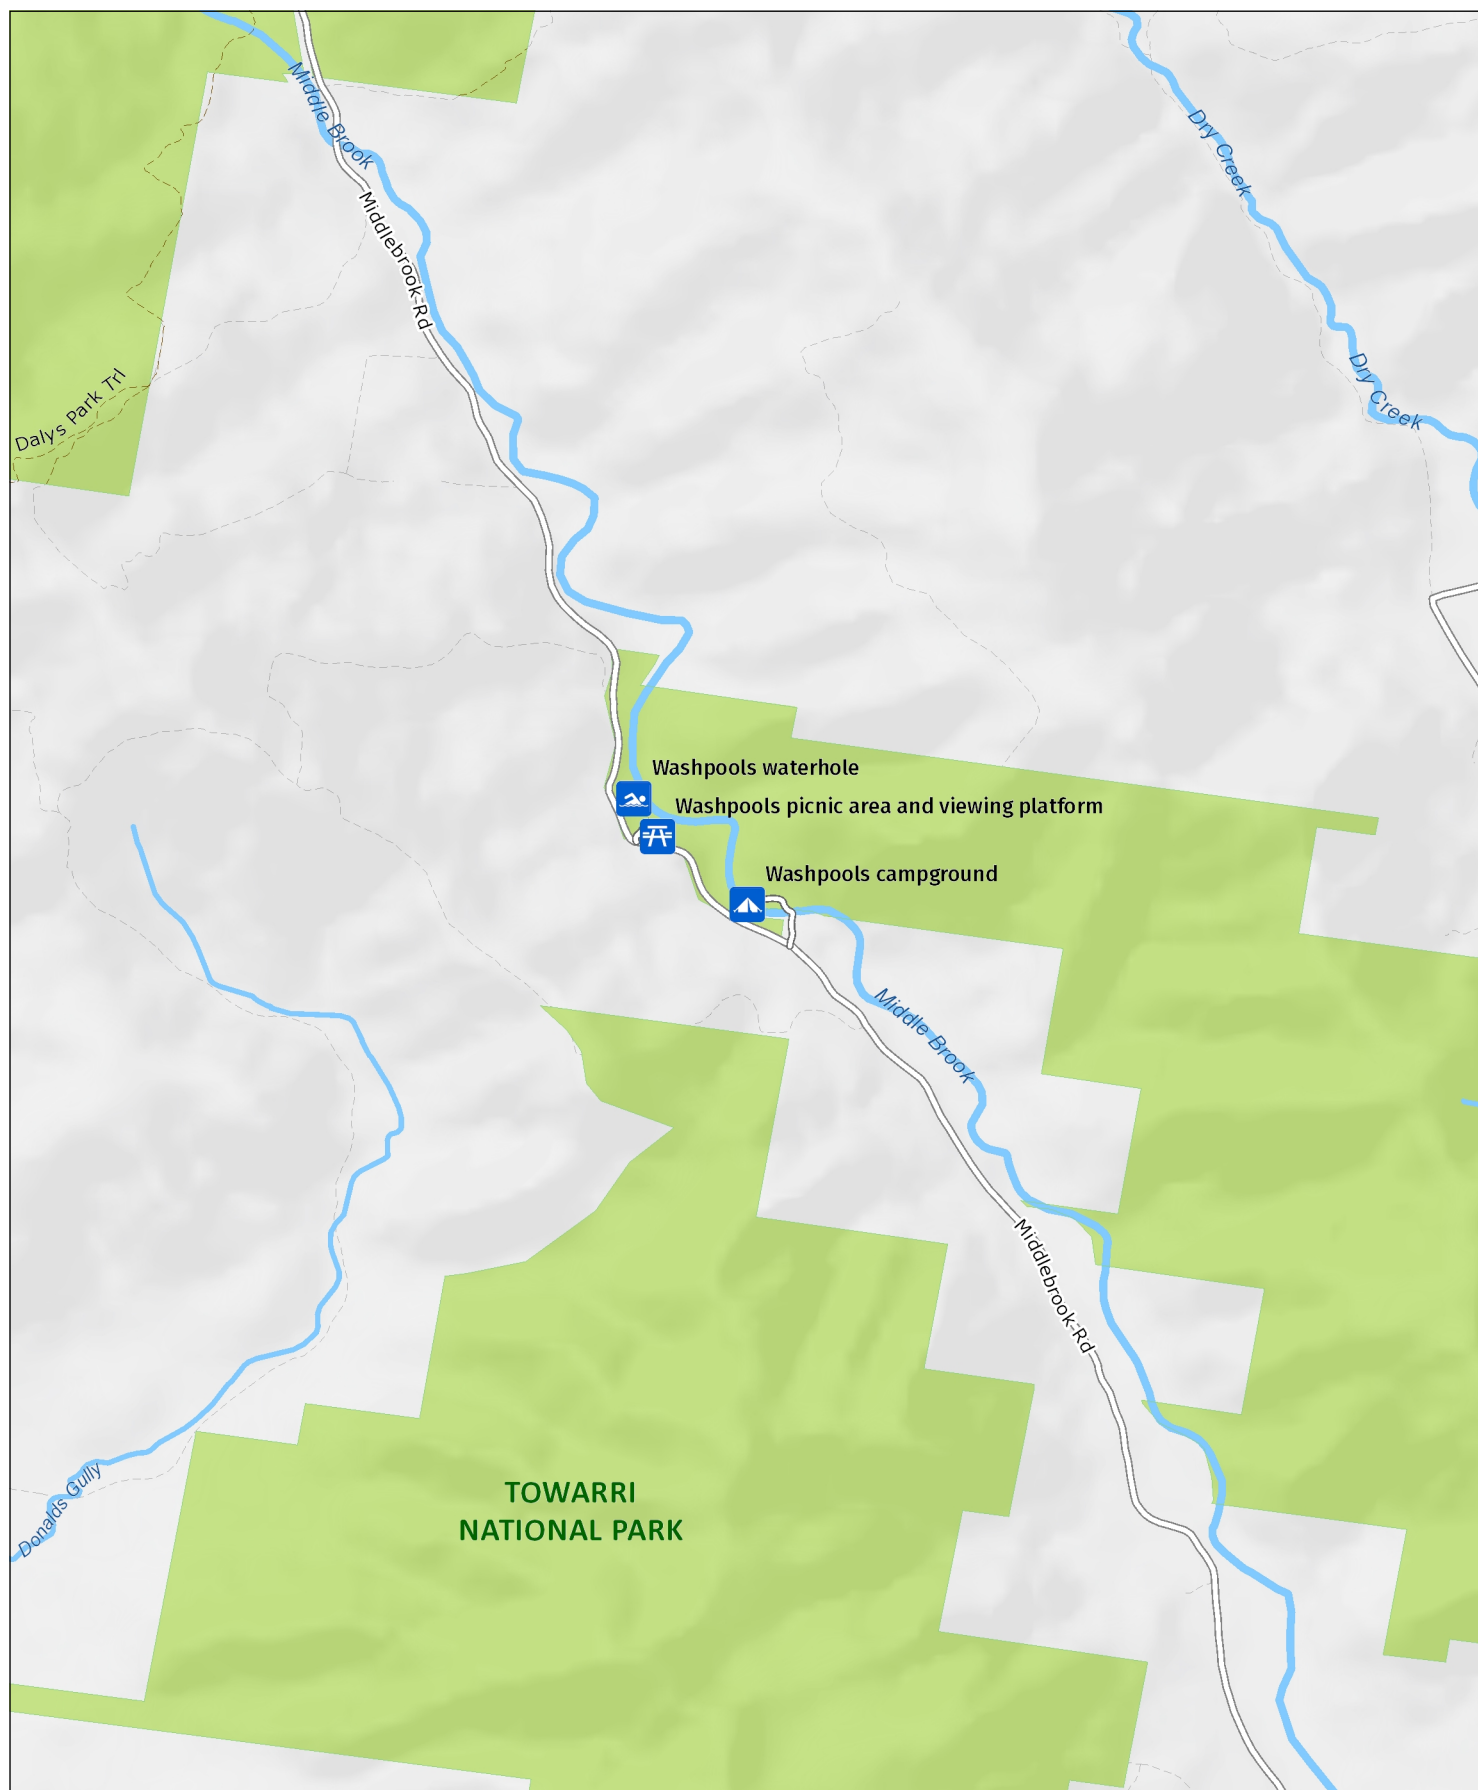 Middle Brook
Dry Creek
Middlebrook Rd
Dry Creek
Dalys Park Trl
Washpools waterhole
Washpools picnic area and viewing platform
Washpools campground
Middle Brook
Middlebrook Rd
Donalds Gully
TOWARRI
NATIONAL PARK